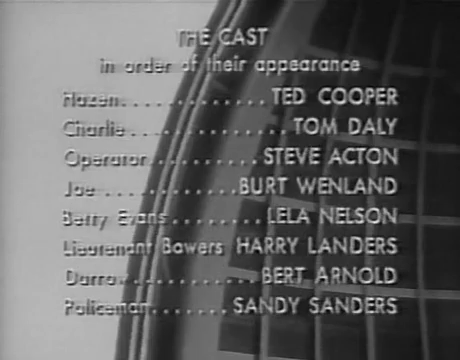 THE CAST
in order of their appearance
Hazen.............TED COOPER
Charlie.............TOM DALY
Operator..........STEVE ACTON
Joe............BURT WENLAND
Betty Evans.......LELA NELSON
Lieutenant Bowers HARRY LANDERS
Darrow...........BERT ARNOLD
Policeman.......SANDY SANDERS